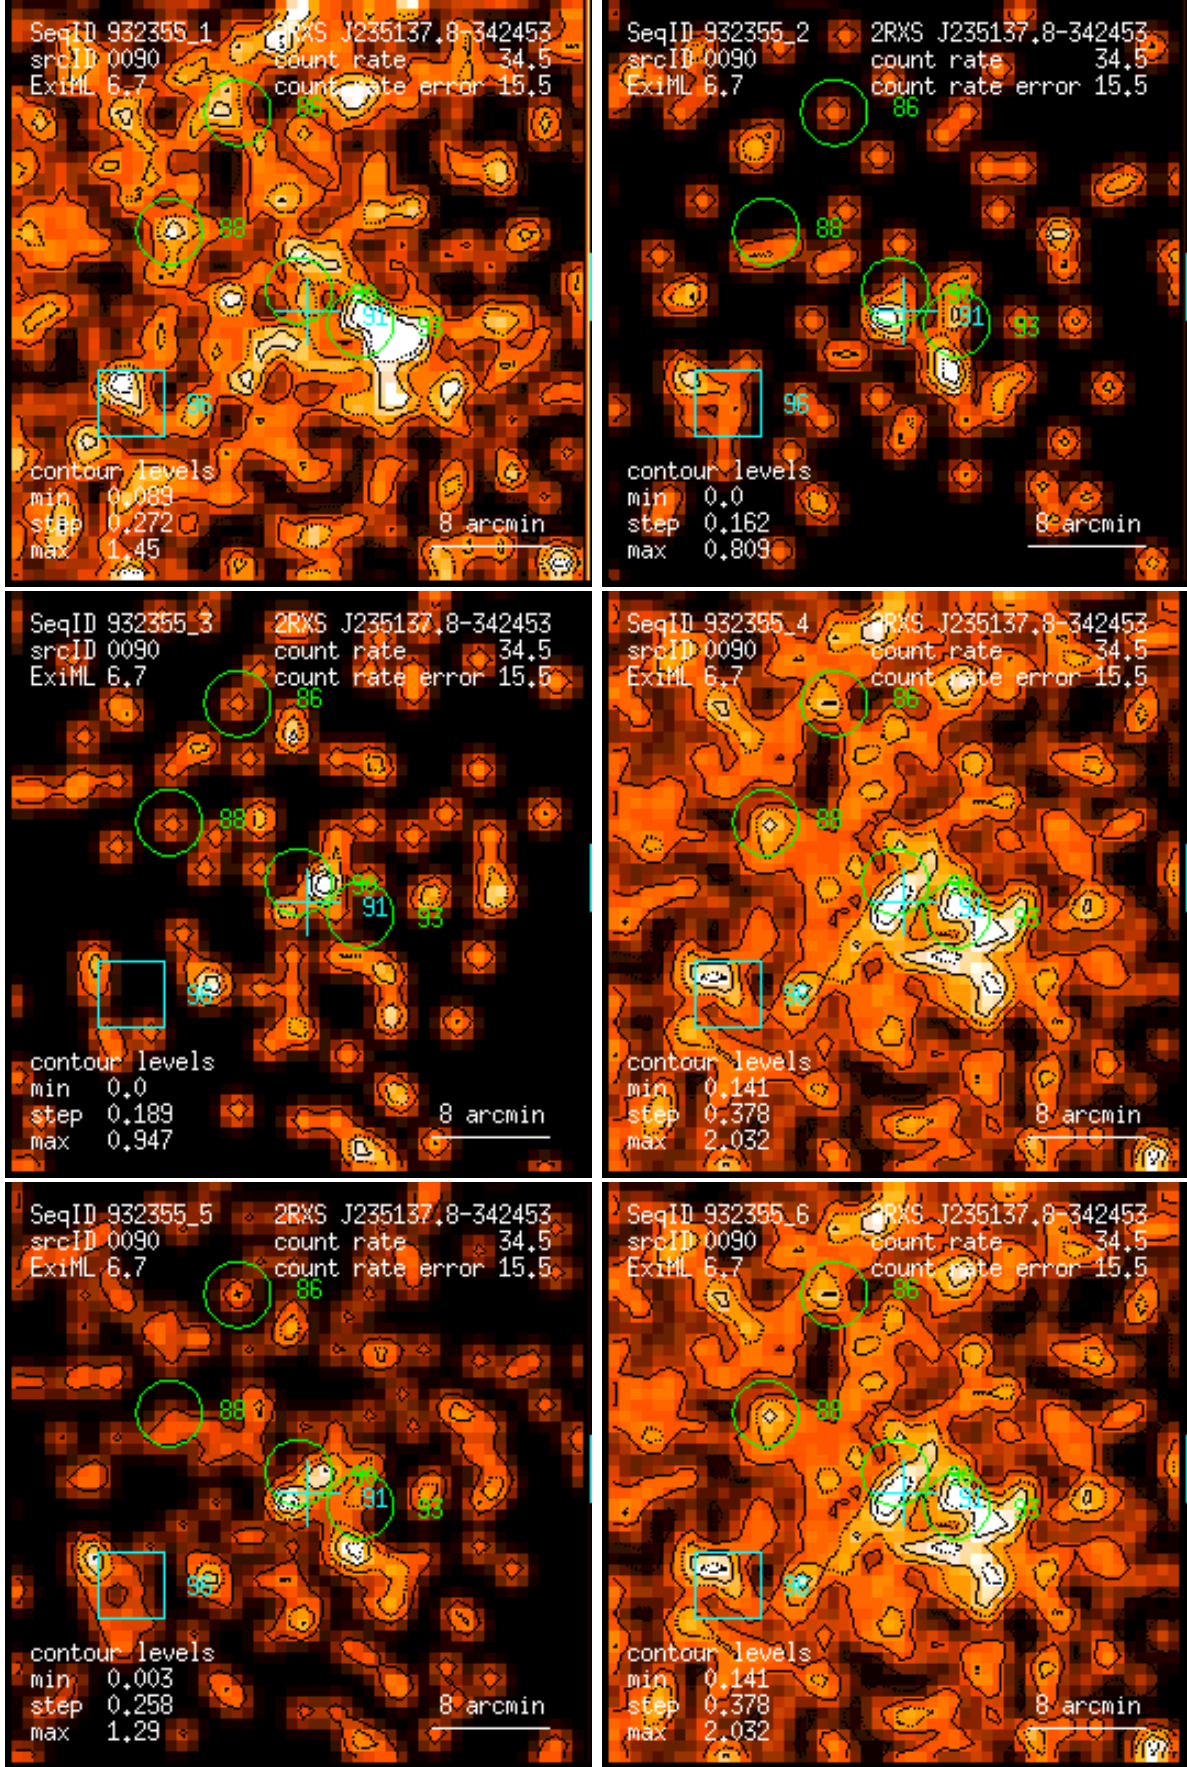 SeqID 932355_1 2RXS J235137.8-342453
srcID 0090 count rate 34.5
ExiML 6.7 count rate error 15.5
86
88
90
91
93
96
contour levels
min 0.089
step 0.272
max 1.45
8 arcmin
SeqID 932355_2 2RXS J235137.8-342453
srcID 0090 count rate 34.5
ExiML 6.7 count rate error 15.5
86
88
90
91
93
96
contour levels
min 0.0
step 0.162
max 0.809
8 arcmin
SeqID 932355_3 2RXS J235137.8-342453
srcID 0090 count rate 34.5
ExiML 6.7 count rate error 15.5
86
88
90
91
93
96
contour levels
min 0.0
step 0.189
max 0.947
8 arcmin
SeqID 932355_4 2RXS J235137.8-342453
srcID 0090 count rate 34.5
ExiML 6.7 count rate error 15.5
86
88
90
91
93
96
contour levels
min 0.141
step 0.378
max 2.032
8 arcmin
SeqID 932355_5 2RXS J235137.8-342453
srcID 0090 count rate 34.5
ExiML 6.7 count rate error 15.5
86
88
90
91
93
96
contour levels
min 0.003
step 0.258
max 1.29
8 arcmin
SeqID 932355_6 2RXS J235137.8-342453
srcID 0090 count rate 34.5
ExiML 6.7 count rate error 15.5
86
88
90
91
93
96
contour levels
min 0.141
step 0.378
max 2.032
8 arcmin